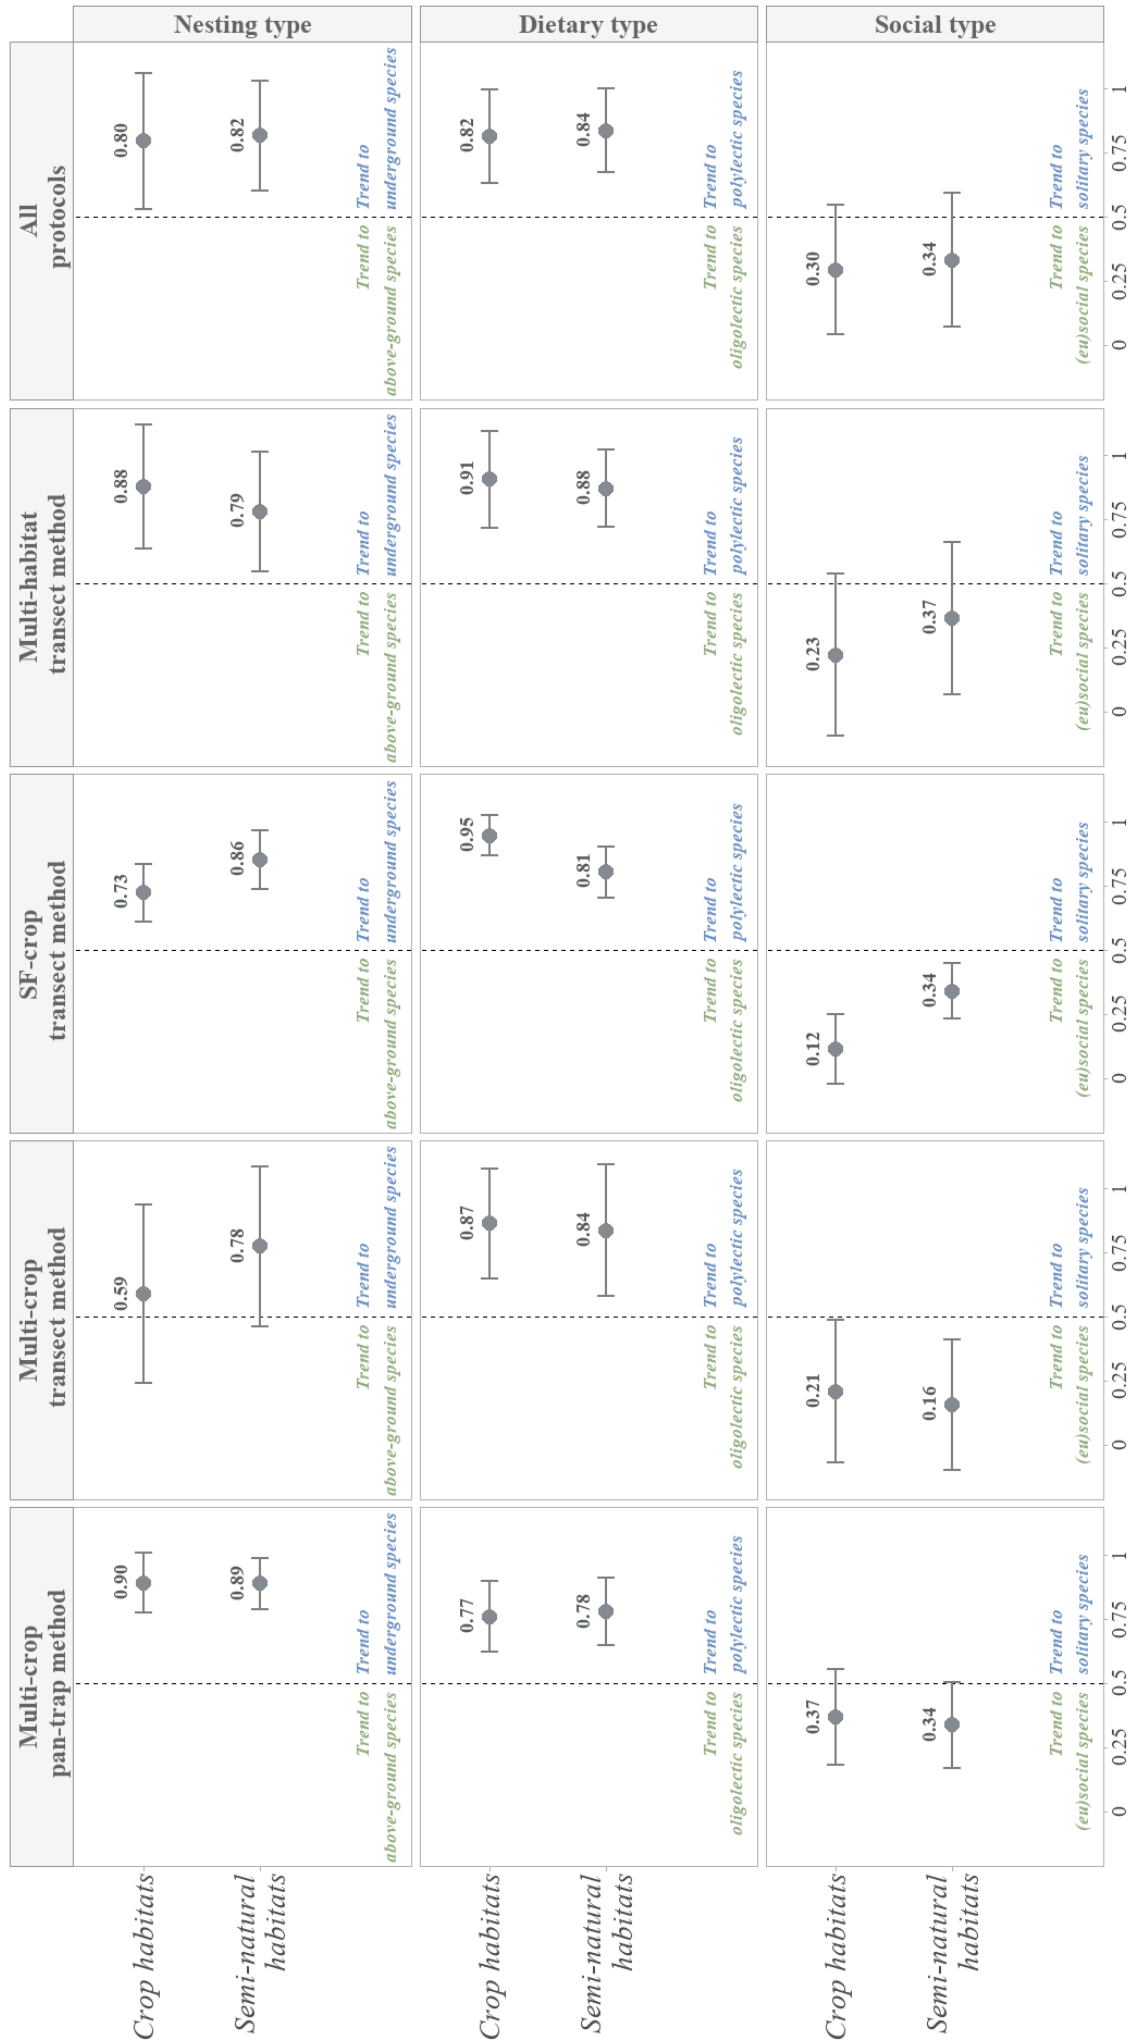 Multi-crop
pan-trap method
Multi-crop
transect method
SF-crop
transect method
Multi-habitat
transect method
All
protocols
Nesting type
Crop habitats
0.90
0.59
0.73
0.88
0.80
Semi-natural
habitats
0.89
0.78
0.86
0.79
0.82
Trend to
above-ground species
Trend to
underground species
Trend to
above-ground species
Trend to
underground species
Trend to
above-ground species
Trend to
underground species
Trend to
above-ground species
Trend to
underground species
Trend to
above-ground species
Trend to
underground species
Dietary type
Crop habitats
0.77
0.87
0.95
0.91
0.82
Semi-natural
habitats
0.78
0.84
0.81
0.88
0.84
Trend to
oligolectic species
Trend to
polylectic species
Trend to
oligolectic species
Trend to
polylectic species
Trend to
oligolectic species
Trend to
polylectic species
Trend to
oligolectic species
Trend to
polylectic species
Trend to
oligolectic species
Trend to
polylectic species
Social type
Crop habitats
0.37
0.21
0.12
0.23
0.30
Semi-natural
habitats
0.34
0.16
0.34
0.37
0.34
Trend to
(eu)social species
Trend to
solitary species
Trend to
(eu)social species
Trend to
solitary species
Trend to
(eu)social species
Trend to
solitary species
Trend to
(eu)social species
Trend to
solitary species
Trend to
(eu)social species
Trend to
solitary species
0 0.25 0.5 0.75 1
0 0.25 0.5 0.75 1
0 0.25 0.5 0.75 1
0 0.25 0.5 0.75 1
0 0.25 0.5 0.75 1